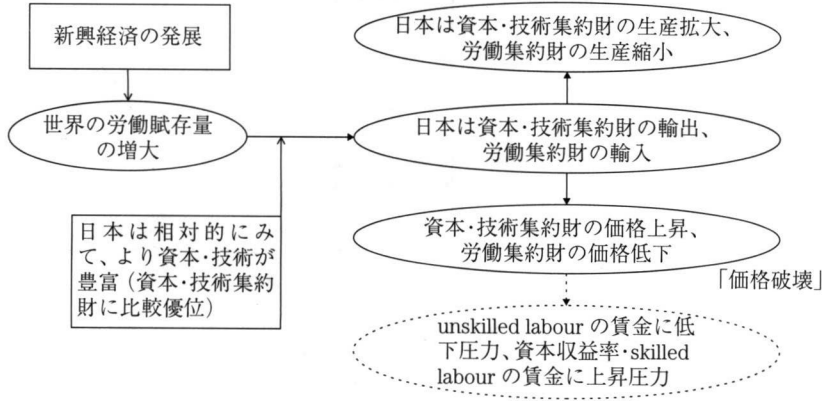 新興経済の発展
世界の労働賦存量
の増大
日本は相対的にみ
て、より資本・技術が
豊富（資本・技術集約
財に比較優位）
日本は資本・技術集約財の生産拡大、
労働集約財の生産縮小
日本は資本・技術集約財の輸出、
労働集約財の輸入
資本・技術集約財の価格上昇、
労働集約財の価格低下
「価格破壊」
unskilled labour の賃金に低
下圧力、資本収益率・skilled
labour の賃金に上昇圧力